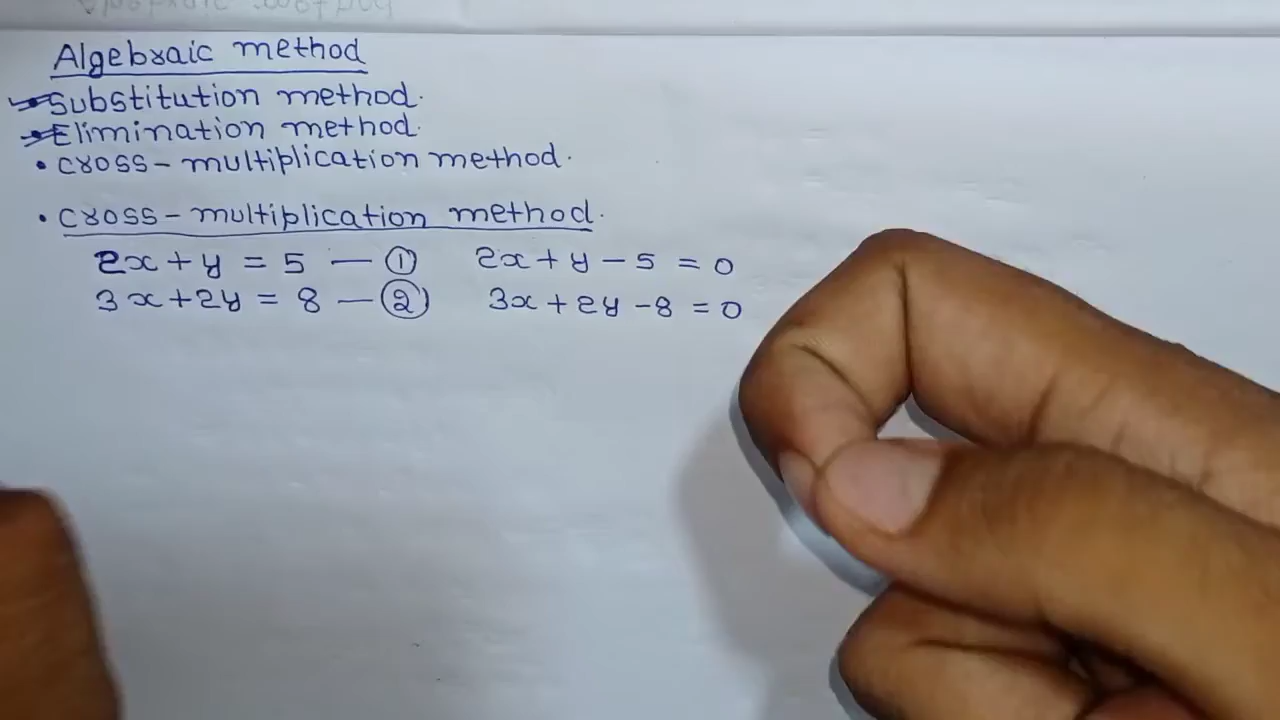 Algebraic method
Substitution method.
Elimination method.
• cross-multiplication method.
• cross-multiplication method.
2x + y = 5 — ①
3x + 2y = 8 — ②
2x + y - 5 = 0
3x + 2y - 8 = 0